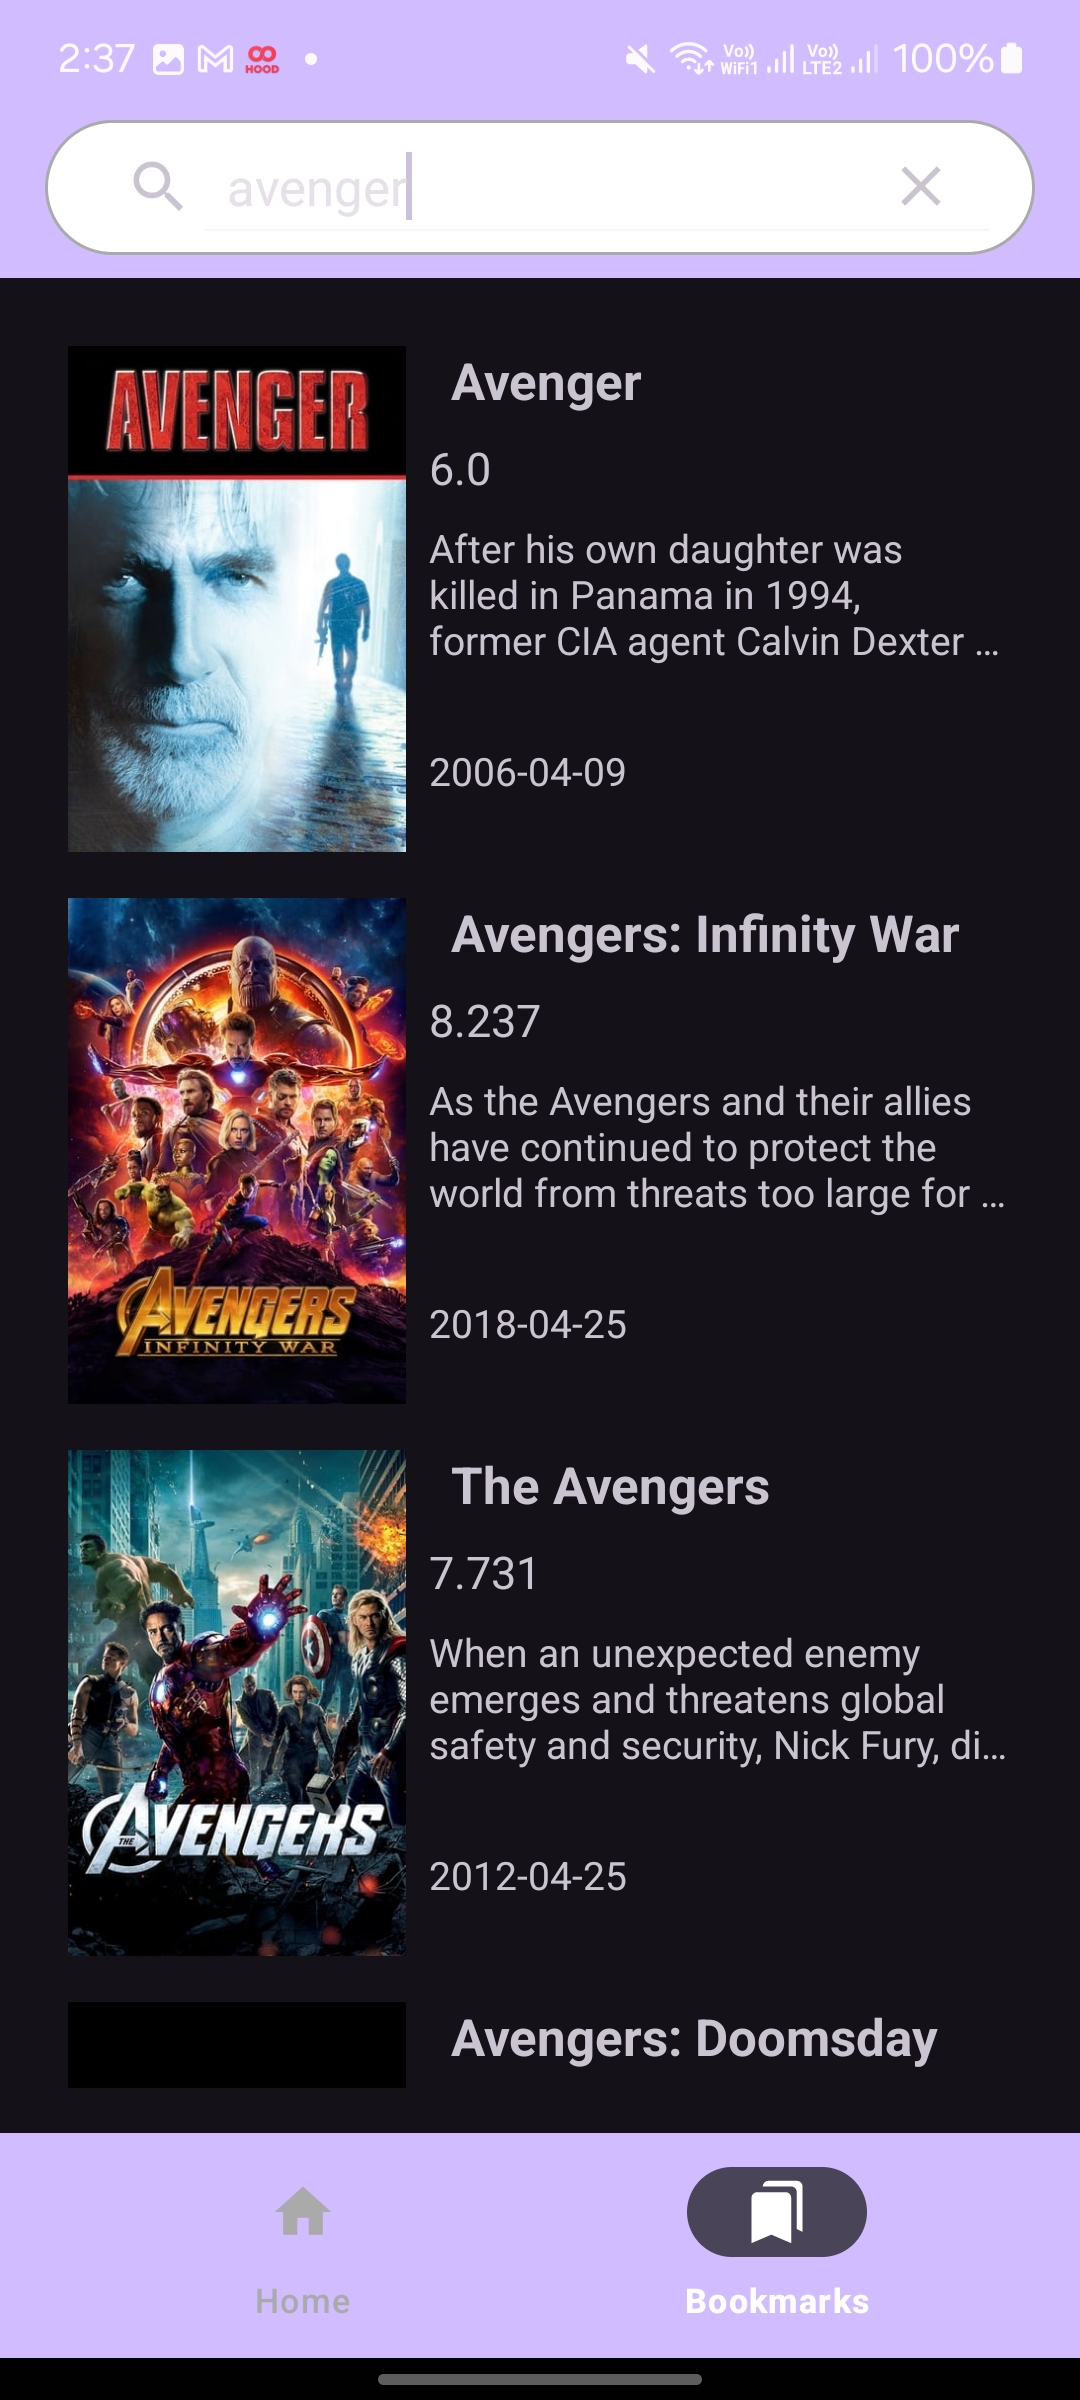 2:37
HOOD
Vo))
WiFi1
Vo))
LTE2
100%
avenger
AVENGER
Avenger
6.0
After his own daughter was
killed in Panama in 1994,
former CIA agent Calvin Dexter ...
2006-04-09
AVENGERS
INFINITY WAR
Avengers: Infinity War
8.237
As the Avengers and their allies
have continued to protect the
world from threats too large for ...
2018-04-25
THE
AVENGERS
The Avengers
7.731
When an unexpected enemy
emerges and threatens global
safety and security, Nick Fury, di...
2012-04-25
Avengers: Doomsday
Home
Bookmarks